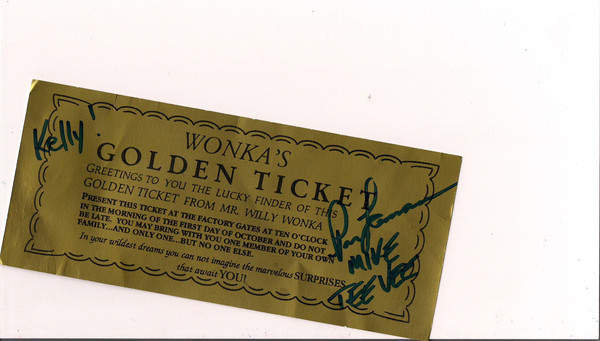 Kelly!
WONKA'S
GOLDEN TICKET
GREETINGS TO YOU THE LUCKY FINDER OF THIS
GOLDEN TICKET FROM MR. WILLY WONKA
PRESENT THIS TICKET AT THE FACTORY GATES AT TEN O'CLOCK
IN THE MORNING OF THE FIRST DAY OF OCTOBER AND DO NOT
BE LATE. YOU MAY BRING WITH YOU ONE MEMBER OF YOUR OWN
FAMILY...AND ONLY ONE...BUT NO ONE ELSE.
In your wildest dreams you can not imagine the marvelous SURPRISES
that await YOU!
MIKE
TEEVEE